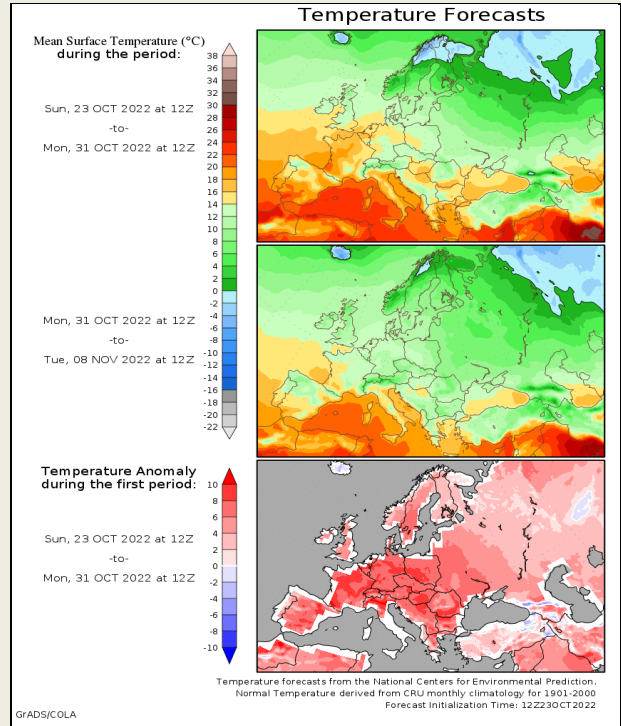 Temperature Forecasts
Mean Surface Temperature (°C)
during the period:
Sun, 23 OCT 2022 at 12Z
-to-
Mon, 31 OCT 2022 at 12Z
38
36
34
32
30
28
26
24
22
20
18
16
14
12
10
8
6
4
2
0
-2
-4
-6
-8
-10
-12
-14
-16
-18
-20
-22
Mon, 31 OCT 2022 at 12Z
-to-
Tue, 08 NOV 2022 at 12Z
Temperature Anomaly
during the first period:
Sun, 23 OCT 2022 at 12Z
-to-
Mon, 31 OCT 2022 at 12Z
10
8
6
4
2
0
-2
-4
-6
-8
-10
Temperature forecasts from the National Centers for Environmental Prediction.
Normal Temperature derived from CRU monthly climatology for 1901-2000
Forecast Initialization Time: 12Z23OCT2022
GrADS/COLA